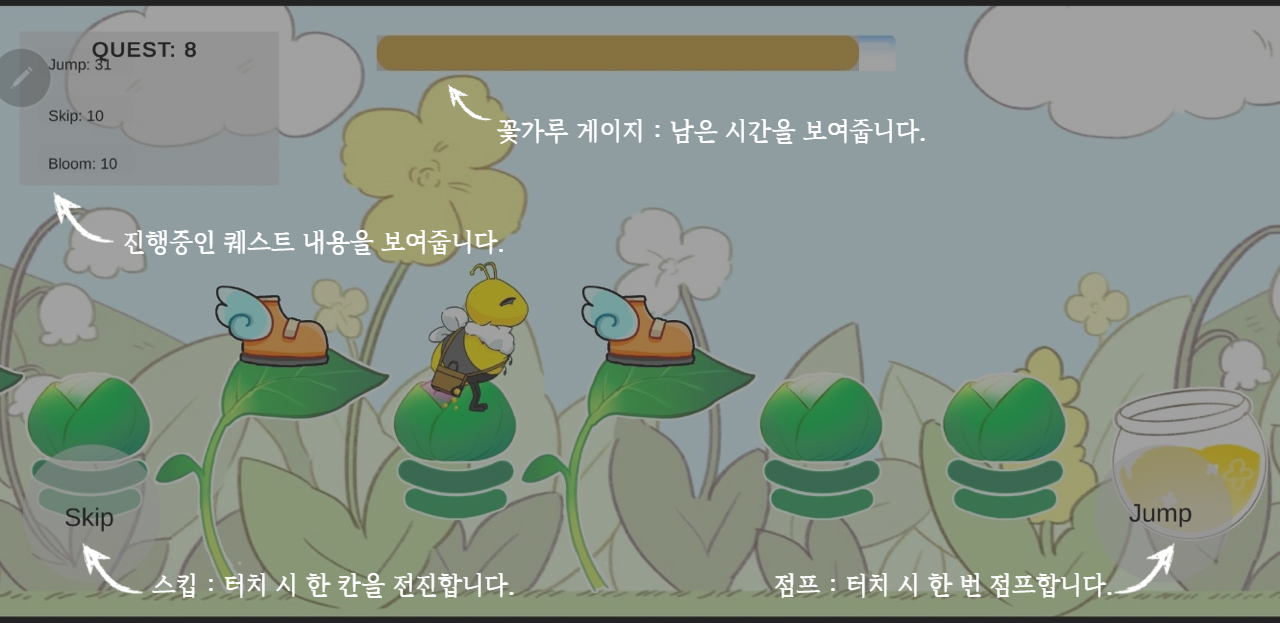 QUEST: 8
Jump: 31
Skip: 10
Bloom: 10
꽃가루 게이지 : 남은 시간을 보여줍니다.
진행중인 퀘스트 내용을 보여줍니다.
Skip
Jump
스킵 : 터치 시 한 칸을 전진합니다.
점프 : 터치 시 한 번 점프합니다.